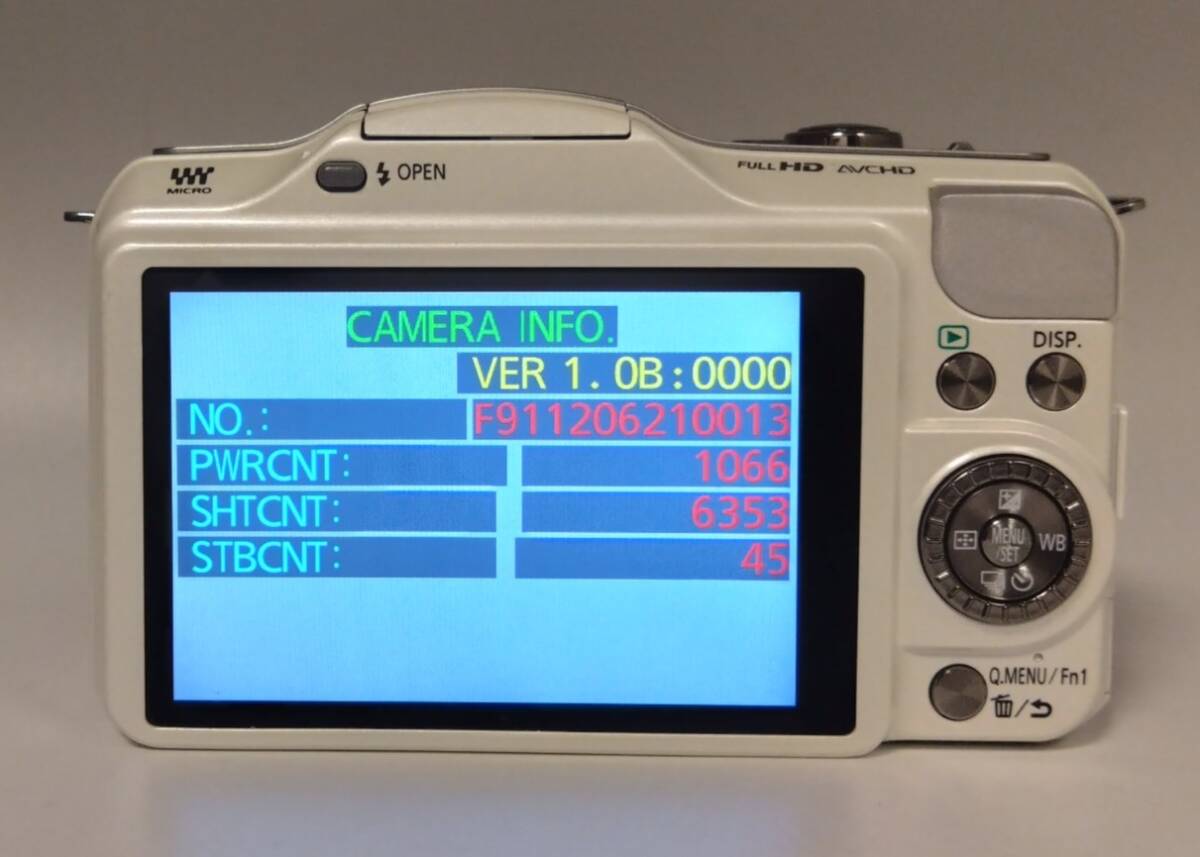 MICRO
OPEN
FULL HD AVCHD
CAMERA INFO.
VER 1.0B:0000
NO.: F911206210013
PWRCNT: 1066
SHTCNT: 6353
STBCNT: 45
DISP.
MENU
/SET
WB
Q.MENU/Fn1